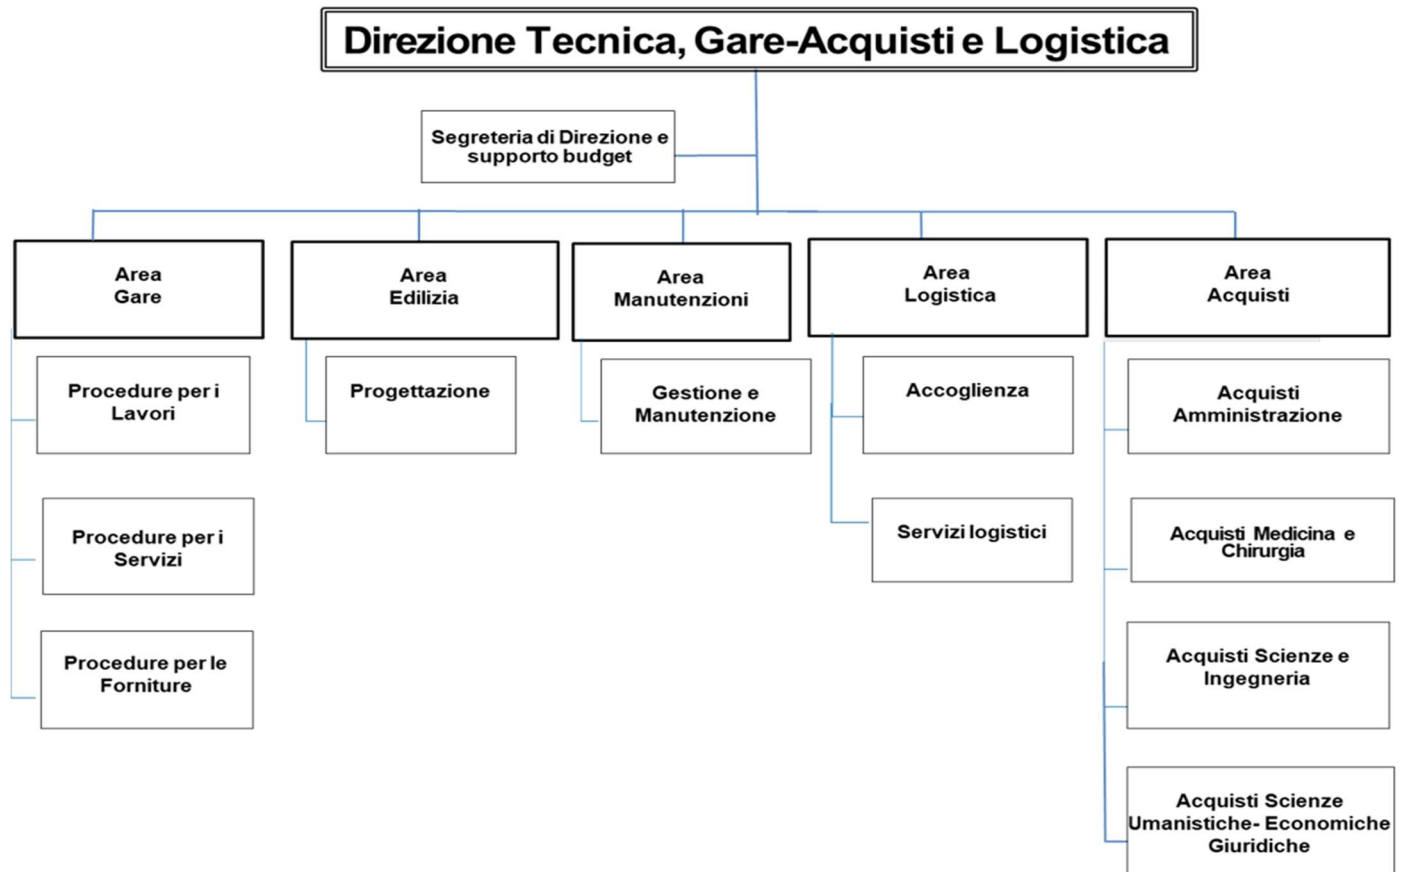 Direzione Tecnica, Gare-Acquisti e Logistica
Segreteria di Direzione e
supporto budget
Area
Gare
Area
Edilizia
Area
Manutenzioni
Area
Logistica
Area
Acquisti
Procedure per i
Lavori
Progettazione
Gestione e
Manutenzione
Accoglienza
Acquisti
Amministrazione
Procedure per i
Servizi
Servizi logistici
Acquisti Medicina e
Chirurgia
Procedure per le
Forniture
Acquisti Scienze e
Ingegneria
Acquisti Scienze
Umanistiche- Economiche
Giuridiche